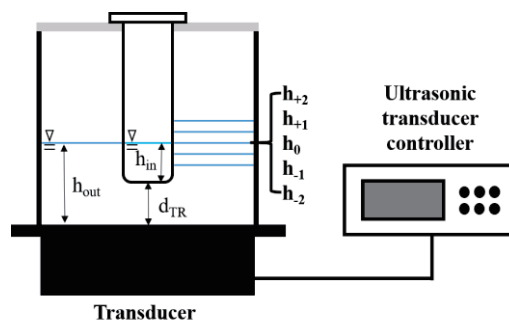 h+2
h+1
h0
h-1
h-2
Ultrasonic
transducer
controller
hin
hout
dTR
Transducer